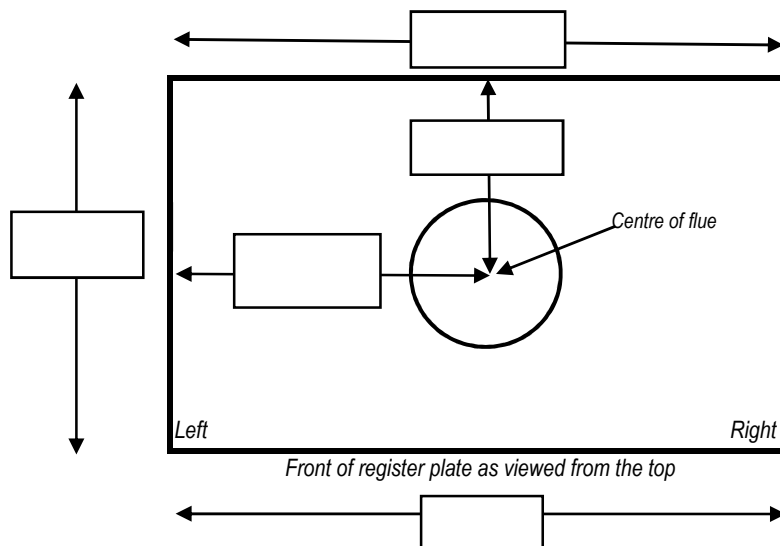 Centre of flue
Left
Right
Front of register plate as viewed from the top